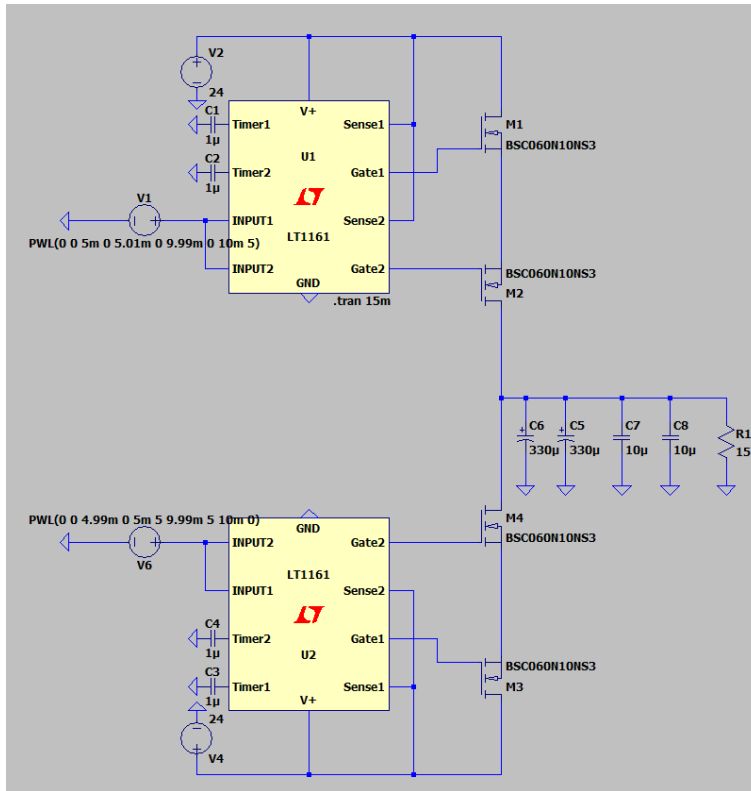 V2
24
C1
1µ
C2
1µ
V1
PWL(0 0 5m 0 5.01m 0 9.99m 0 10m 5)
V+
Timer1
Sense1
U1
Timer2
Gate1
INPUT1
Sense2
LT1161
INPUT2
Gate2
GND
.tran 15m
M1
BSC060N10NS3
BSC060N10NS3
M2
C6
330µ
C5
330µ
C7
10µ
C8
10µ
R1
15
PWL(0 0 4.99m 0 5m 5 9.99m 5 10m 0)
V6
GND
INPUT2
Gate2
LT1161
INPUT1
Sense2
Timer2
Gate1
U2
Timer1
Sense1
V+
C4
1µ
C3
1µ
24
V4
M4
BSC060N10NS3
BSC060N10NS3
M3